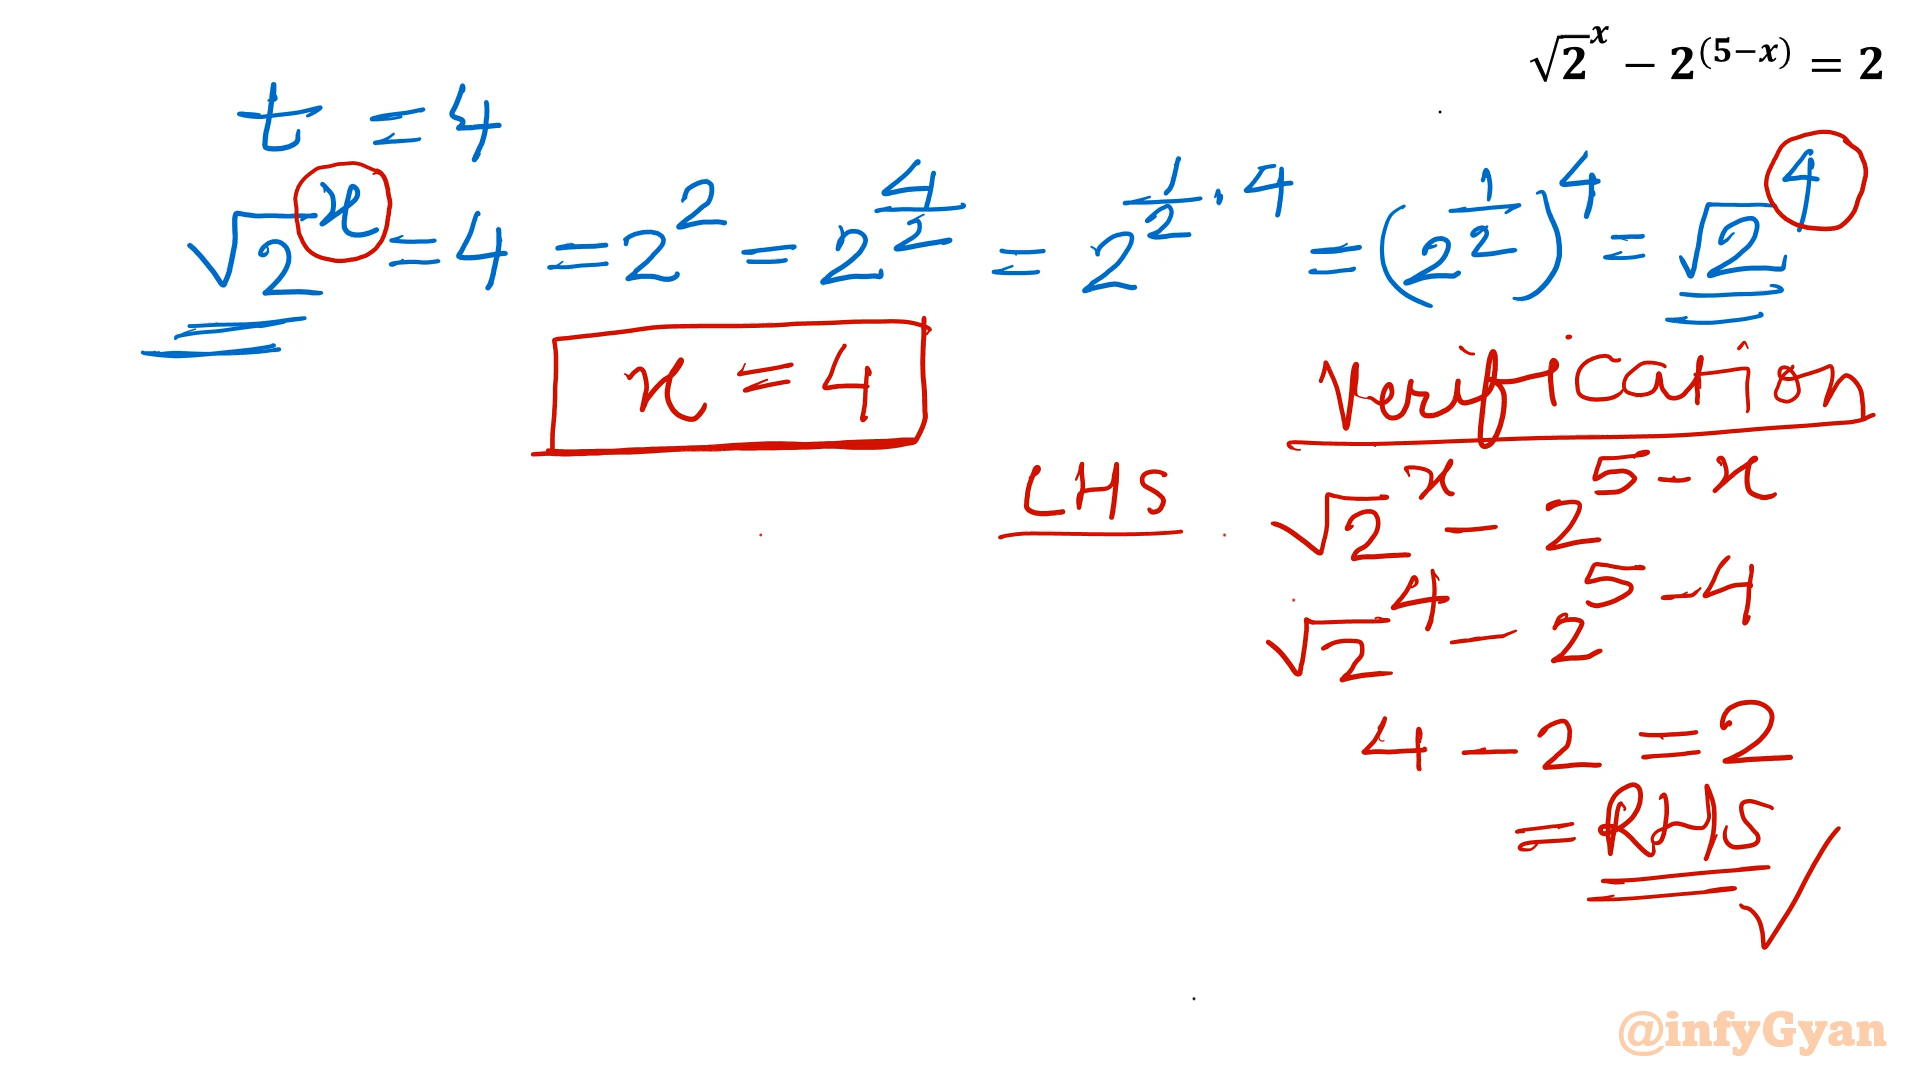 √2^x − 2^(5−x) = 2
t = 4
√2^x = 4 = 2^2 = 2^(4/2) = 2^(1/2 · 4) = (2^(1/2))^4 = √2^4
x = 4
Verification
LHS √2^x − 2^(5−x)
√2^4 − 2^(5−4)
4 − 2 = 2
= RHS √
@infyGyan